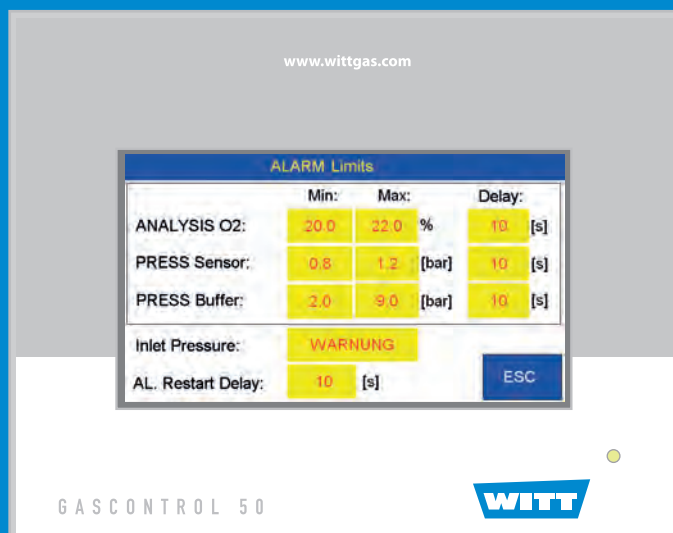 www.wittgas.com
ALARM Limits
Min: Max: Delay:
ANALYSIS O2: 20.0 22.0 % 10 [s]
PRESS Sensor: 0.8 1.2 [bar] 10 [s]
PRESS Buffer: 2.0 9.0 [bar] 10 [s]
Inlet Pressure: WARNUNG
AL. Restart Delay: 10 [s]
ESC
GASCONTROL 50
WITT